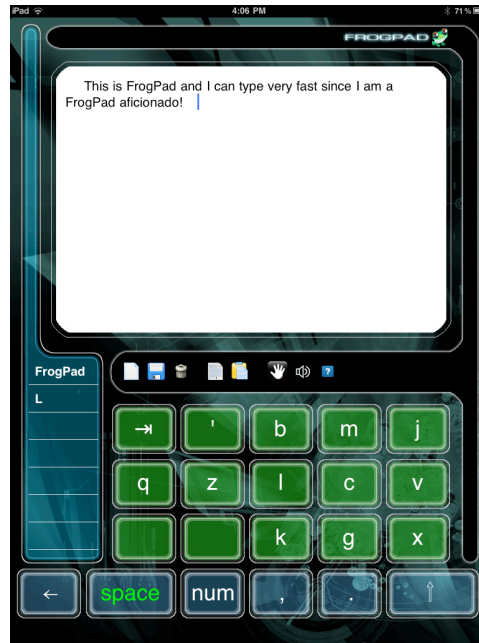 iPad 4:06 PM 71 %
FROGPAD
This is FrogPad and I can type very fast since I am a
FrogPad aficionado!
FrogPad
L
?
⇥ ' b m j
q z l c v
k g x
← space num , . ⇧